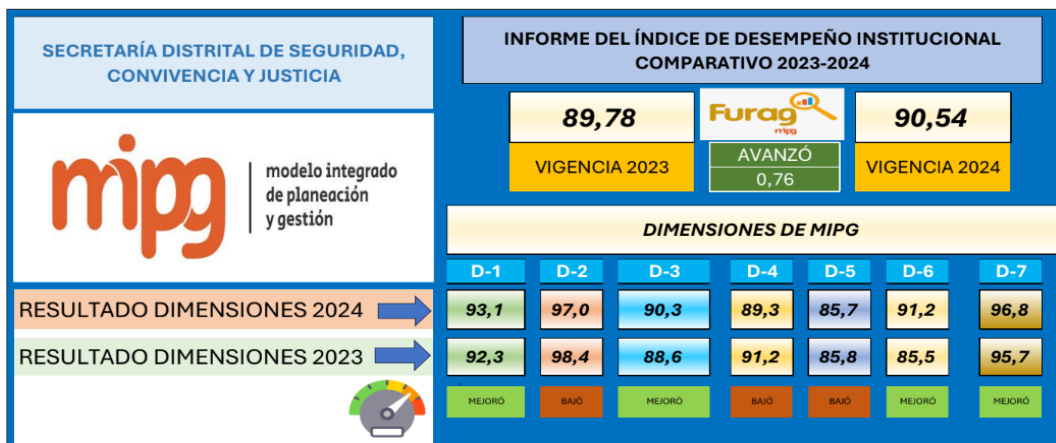 SECRETARÍA DISTRITAL DE SEGURIDAD,
CONVIVENCIA Y JUSTICIA
mipg
modelo integrado
de planeación
y gestión
INFORME DEL ÍNDICE DE DESEMPEÑO INSTITUCIONAL
COMPARATIVO 2023-2024
89,78
Furag
mipg
90,54
VIGENCIA 2023
AVANZÓ
0,76
VIGENCIA 2024
DIMENSIONES DE MIPG
D-1 D-2 D-3 D-4 D-5 D-6 D-7
RESULTADO DIMENSIONES 2024 93,1 97,0 90,3 89,3 85,7 91,2 96,8
RESULTADO DIMENSIONES 2023 92,3 98,4 88,6 91,2 85,8 85,5 95,7
MEJORÓ BAJÓ MEJORÓ BAJÓ BAJÓ MEJORÓ MEJORÓ